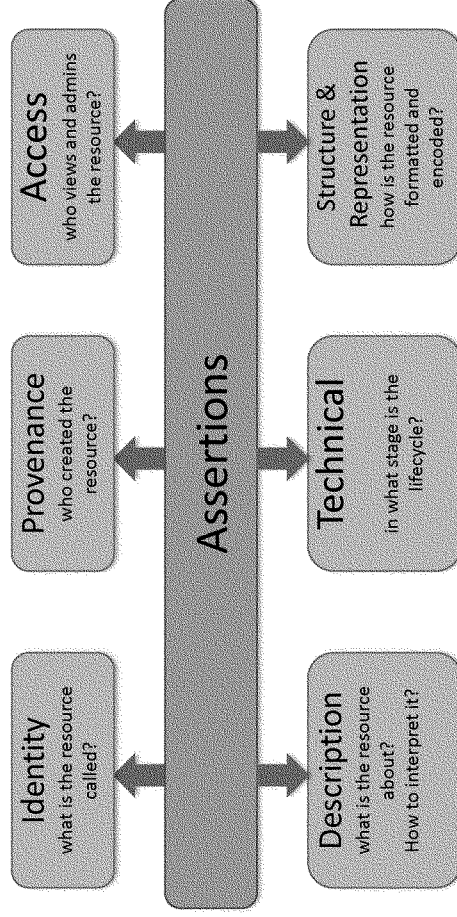 Identity
what is the resource
called?
Provenance
who created the
resource?
Access
who views and admins
the resource?
Assertions
Description
what is the resource
about?
How to interpret it?
Technical
in what stage is the
lifecycle?
Structure &
Representation
how is the resource
formatted and
encoded?